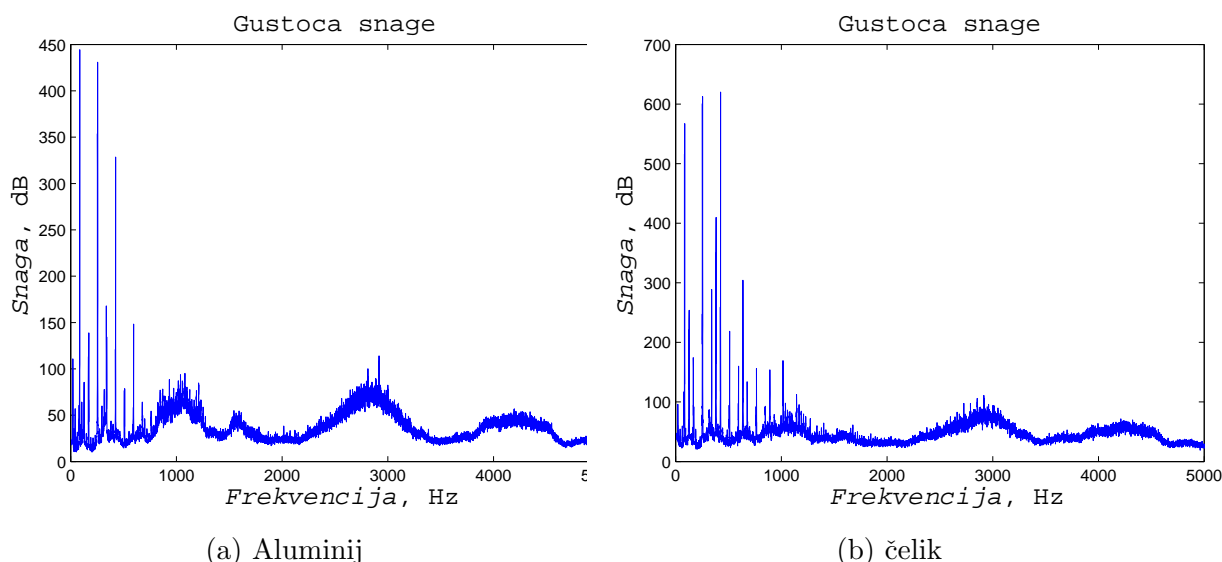 Gustoca snage
450
400
350
300
250
200
150
100
50
0
Snaga, dB
0 1000 2000 3000 4000 5
Frekvencija, Hz
(a) Aluminij
Gustoca snage
700
600
500
400
300
200
100
0
Snaga, dB
0 1000 2000 3000 4000 5000
Frekvencija, Hz
(b) čelik